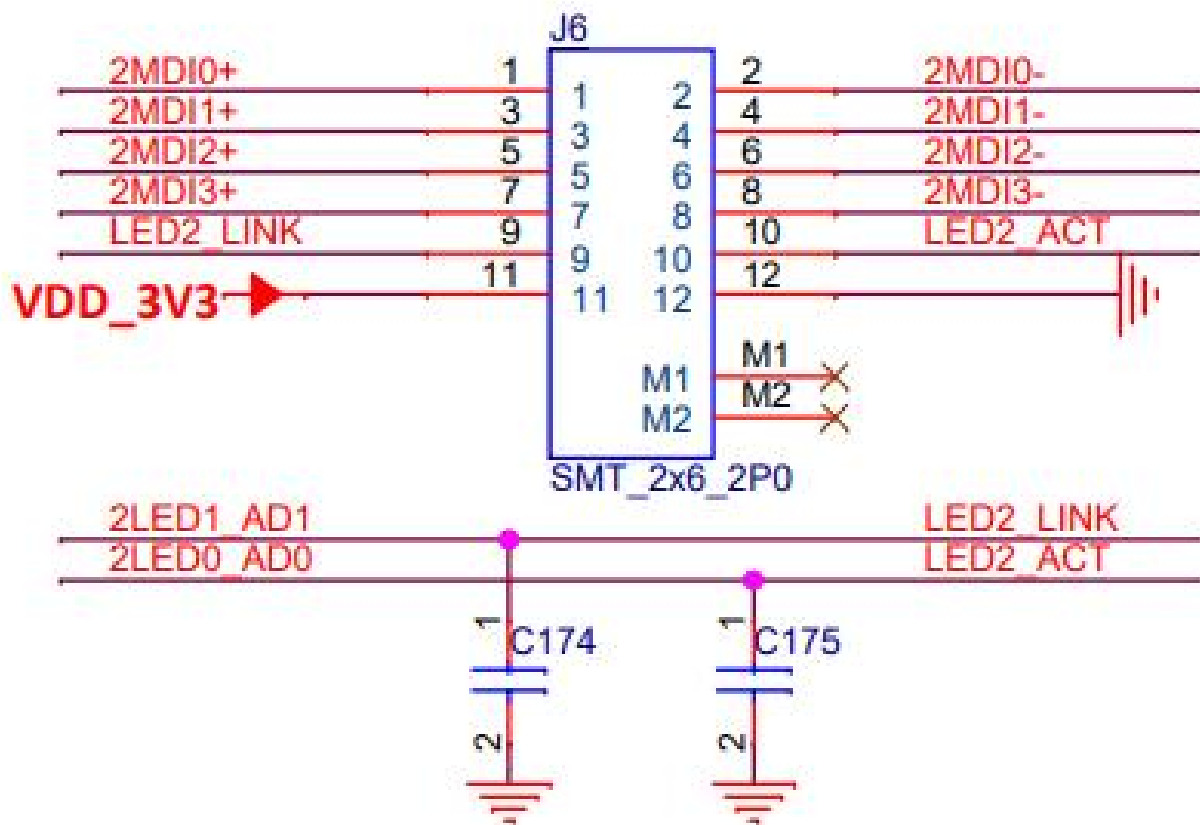 J6
2MDI0+ 1 1 2 2 2MDI0-
2MDI1+ 3 3 4 4 2MDI1-
2MDI2+ 5 5 6 6 2MDI2-
2MDI3+ 7 7 8 8 2MDI3-
LED2_LINK 9 9 10 10 LED2_ACT
VDD_3V3 11 11 12 12
M1 M1
M2 M2
SMT_2x6_2P0
2LED1_AD1 LED2_LINK
2LED0_AD0 LED2_ACT
1 C174 1 C175
2 2